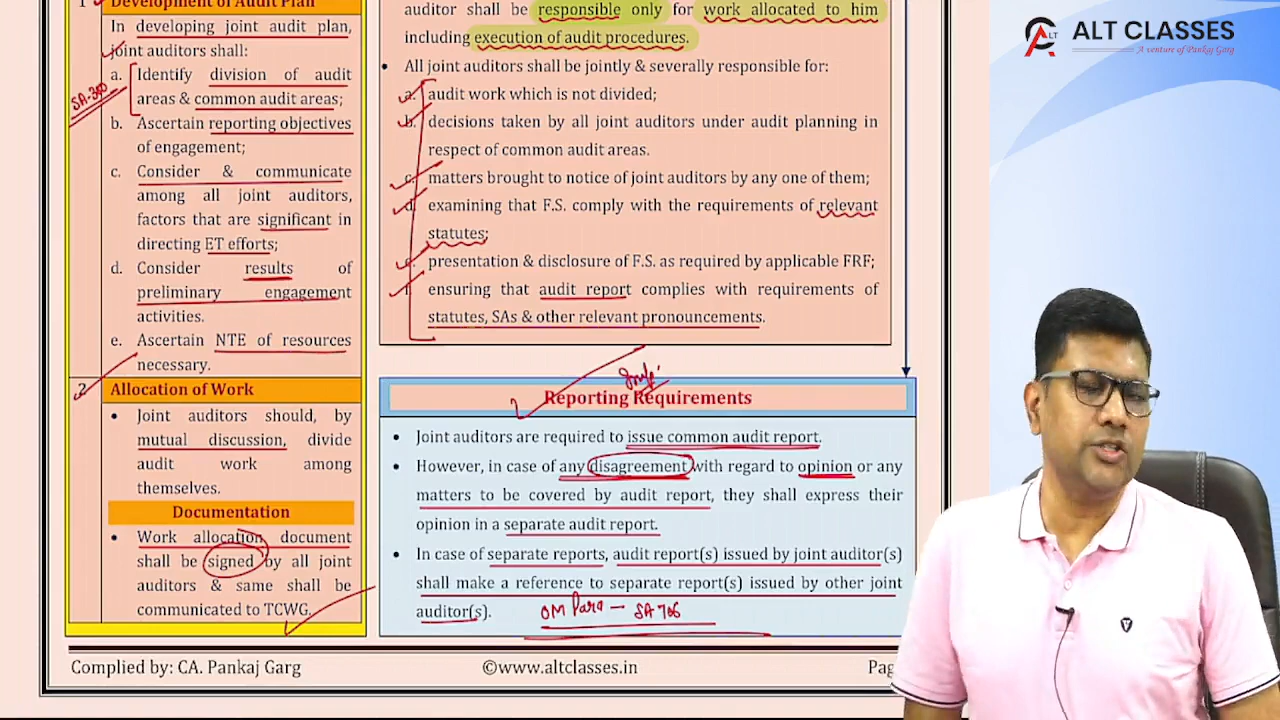 1 Development of Audit Plan
In developing joint audit plan,
joint auditors shall:
a. Identify division of audit
areas & common audit areas;
b. Ascertain reporting objectives
of engagement;
c. Consider & communicate
among all joint auditors,
factors that are significant in
directing ET efforts;
d. Consider results of
preliminary engagement
activities.
e. Ascertain NTE of resources
necessary.
SA-300
2 Allocation of Work
• Joint auditors should, by
mutual discussion, divide
audit work among
themselves.
Documentation
• Work allocation document
shall be signed by all joint
auditors & same shall be
communicated to TCWG.
auditor shall be responsible only for work allocated to him
including execution of audit procedures.
• All joint auditors shall be jointly & severally responsible for:
a. audit work which is not divided;
b. decisions taken by all joint auditors under audit planning in
respect of common audit areas.
c. matters brought to notice of joint auditors by any one of them;
d. examining that F.S. comply with the requirements of relevant
statutes;
e. presentation & disclosure of F.S. as required by applicable FRF;
f. ensuring that audit report complies with requirements of
statutes, SAs & other relevant pronouncements.
Imp.
Reporting Requirements
• Joint auditors are required to issue common audit report.
• However, in case of any disagreement with regard to opinion or any
matters to be covered by audit report, they shall express their
opinion in a separate audit report.
• In case of separate reports, audit report(s) issued by joint auditor(s)
shall make a reference to separate report(s) issued by other joint
auditor(s). OM Para – SA 706
Complied by: CA. Pankaj Garg ©www.altclasses.in Pag
ALT
ALT CLASSES
A venture of Pankaj Garg